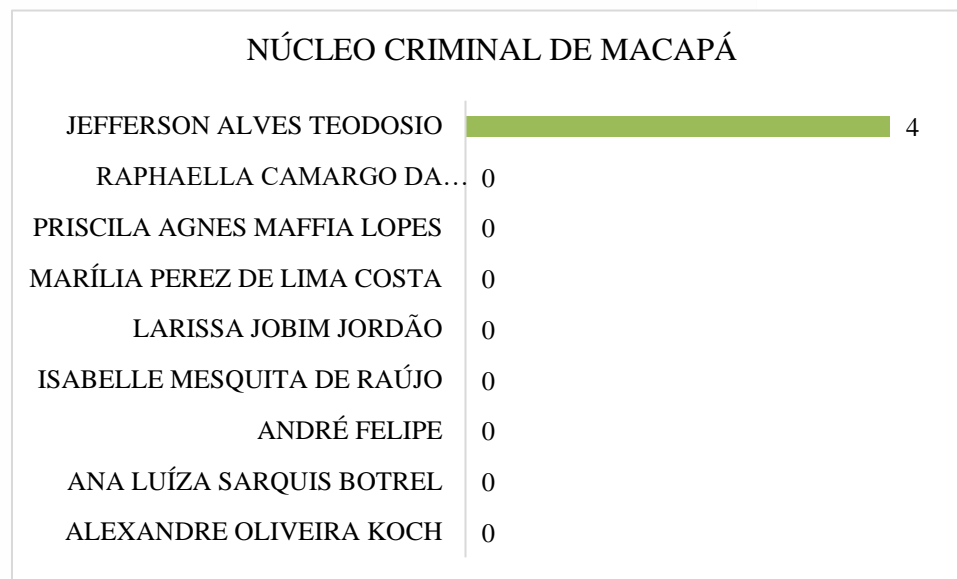 NÚCLEO CRIMINAL DE MACAPÁ
JEFFERSON ALVES TEODOSIO 4
RAPHAELLA CAMARGO DA... 0
PRISCILA AGNES MAFFIA LOPES 0
MARÍLIA PEREZ DE LIMA COSTA 0
LARISSA JOBIM JORDÃO 0
ISABELLE MESQUITA DE RAÚJO 0
ANDRÉ FELIPE 0
ANA LUÍZA SARQUIS BOTREL 0
ALEXANDRE OLIVEIRA KOCH 0